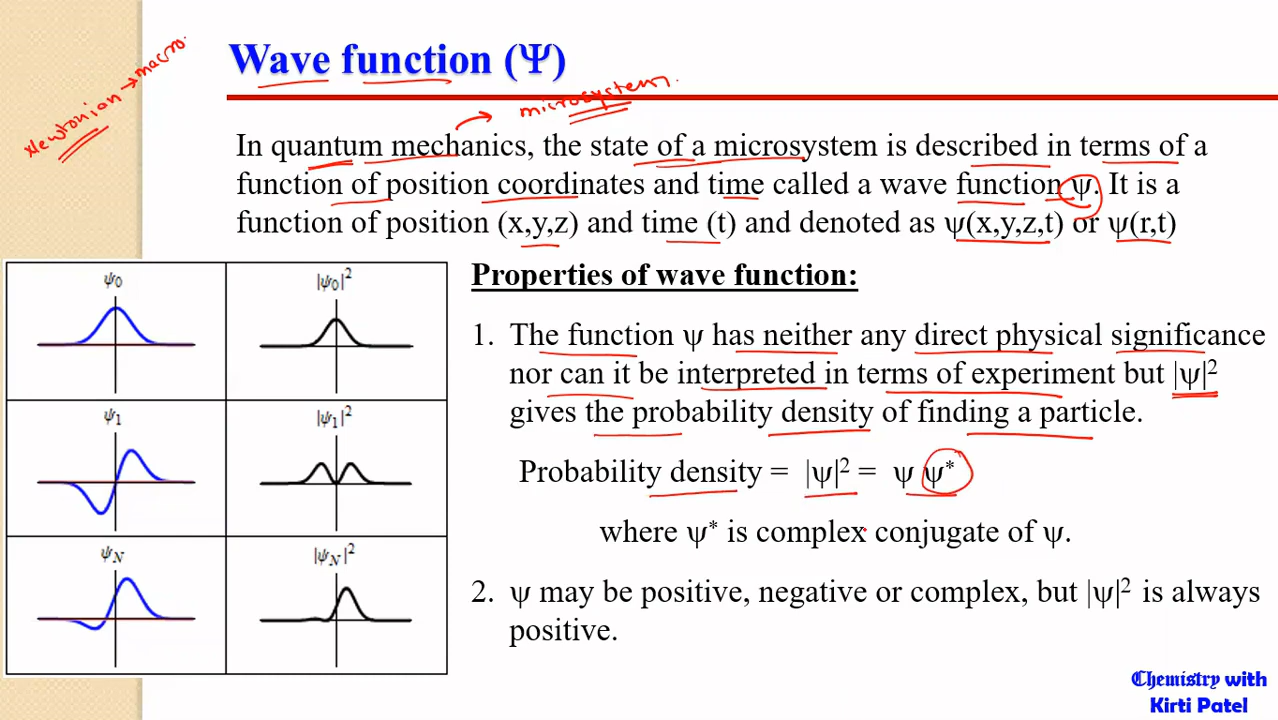 Wave function (Ψ)
Newtonian → macro.
microsystem.
In quantum mechanics, the state of a microsystem is described in terms of a
function of position coordinates and time called a wave function ψ. It is a
function of position (x,y,z) and time (t) and denoted as ψ(x,y,z,t) or ψ(r,t)
Properties of wave function:
1. The function ψ has neither any direct physical significance
nor can it be interpreted in terms of experiment but |ψ|²
gives the probability density of finding a particle.
Probability density = |ψ|² = ψ ψ*
where ψ* is complex conjugate of ψ.
2. ψ may be positive, negative or complex, but |ψ|² is always
positive.
ψ₀ |ψ₀|²
ψ₁ |ψ₁|²
ψN |ψN|²
Chemistry with
Kirti Patel